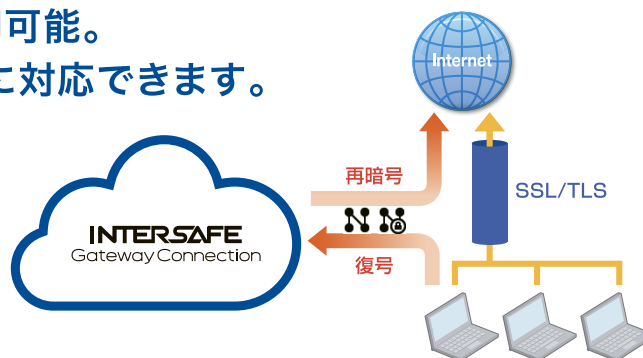 可能。
に対応できます。
Internet
再暗号
SSL/TLS
INTERSAFE
Gateway Connection
復号